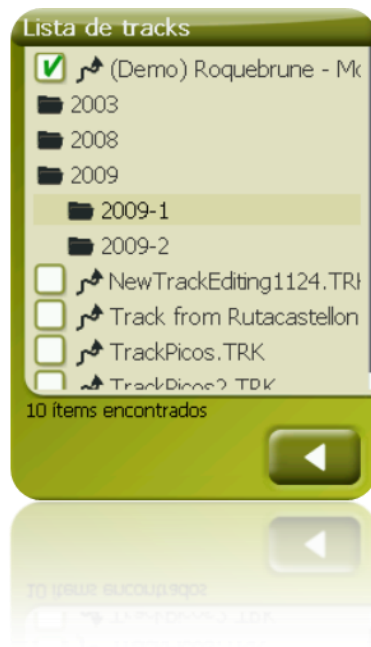 Lista de tracks
(Demo) Roquebrune - Mo
2003
2008
2009
2009-1
2009-2
NewTrackEditing1124.TRK
Track from Rutacastellon
TrackPicos.TRK
TrackPicos2.TRK
10 ítems encontrados